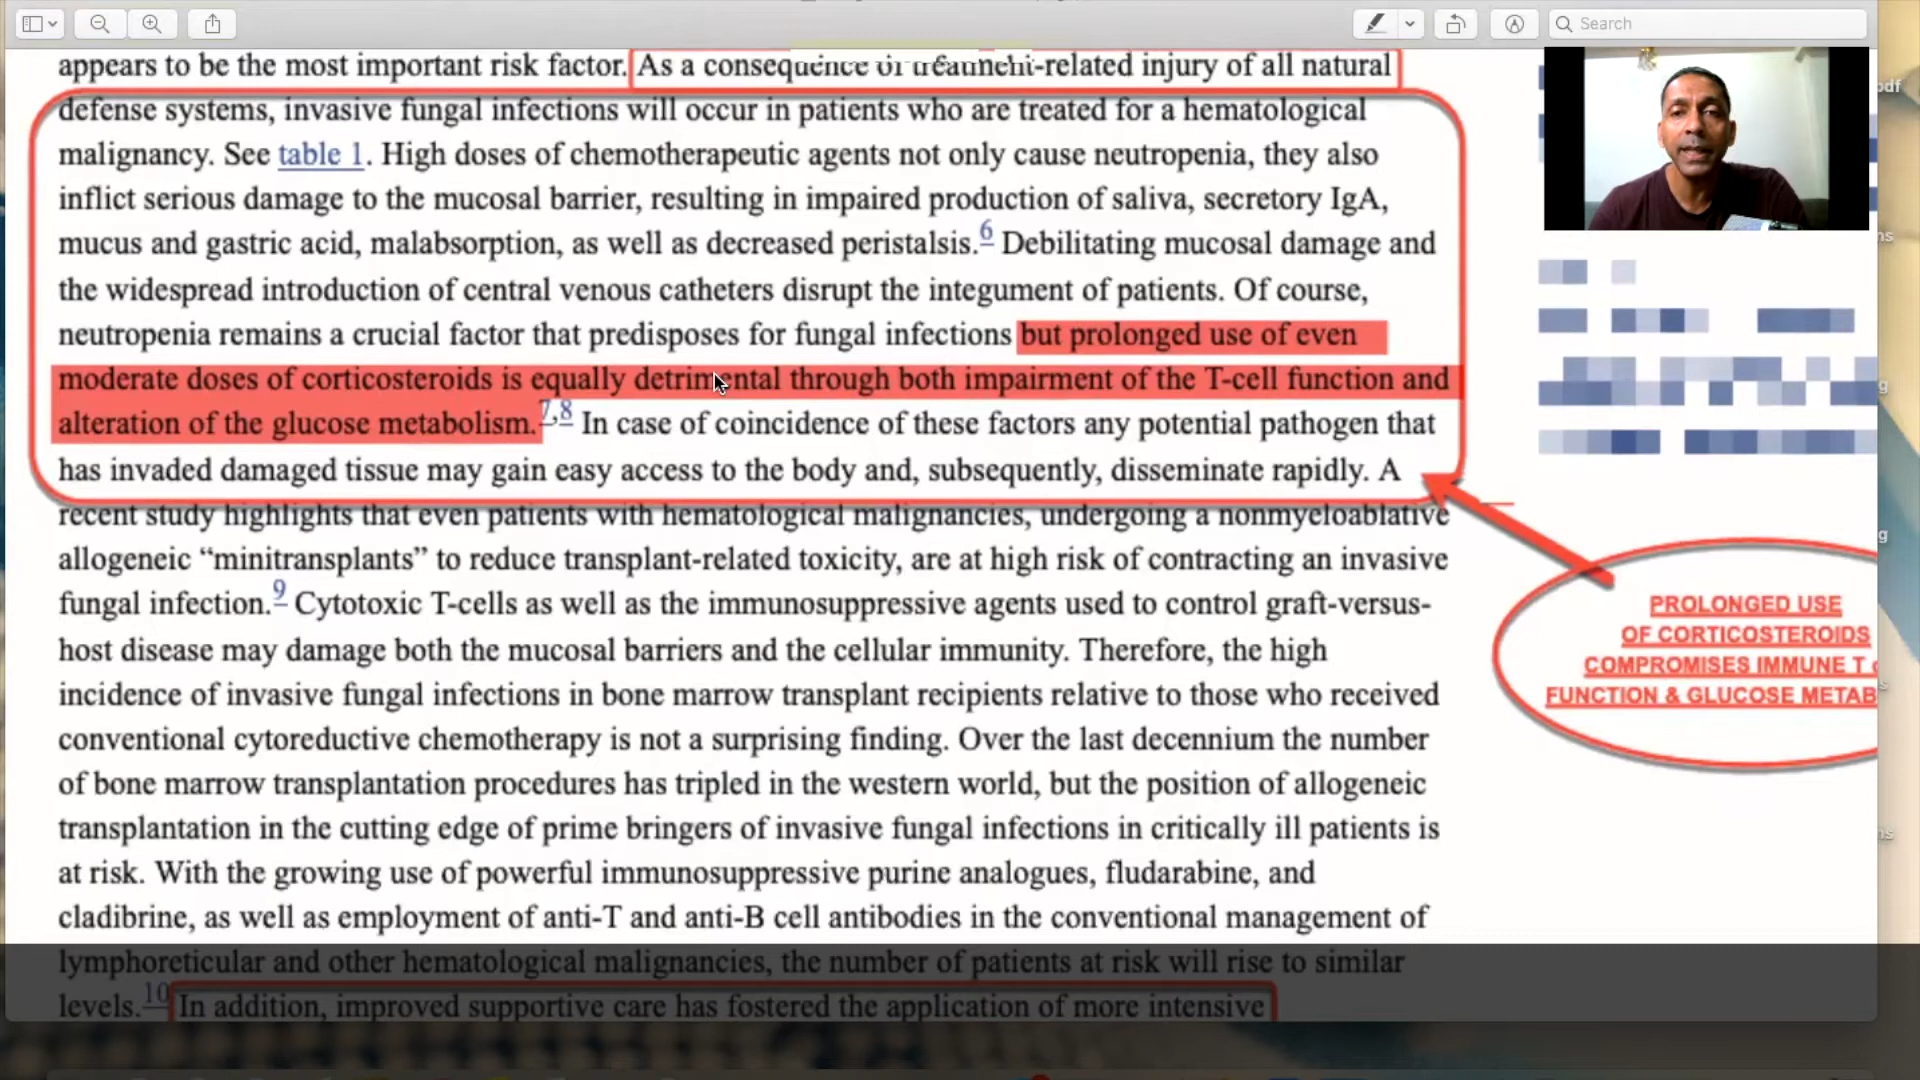 Search
appears to be the most important risk factor. As a consequence of treatment-related injury of all natural
defense systems, invasive fungal infections will occur in patients who are treated for a hematological
malignancy. See table 1. High doses of chemotherapeutic agents not only cause neutropenia, they also
inflict serious damage to the mucosal barrier, resulting in impaired production of saliva, secretory IgA,
mucus and gastric acid, malabsorption, as well as decreased peristalsis.6 Debilitating mucosal damage and
the widespread introduction of central venous catheters disrupt the integument of patients. Of course,
neutropenia remains a crucial factor that predisposes for fungal infections but prolonged use of even
moderate doses of corticosteroids is equally detrimental through both impairment of the T-cell function and
alteration of the glucose metabolism.7,8 In case of coincidence of these factors any potential pathogen that
has invaded damaged tissue may gain easy access to the body and, subsequently, disseminate rapidly. A
recent study highlights that even patients with hematological malignancies, undergoing a nonmyeloablative
allogeneic “minitransplants” to reduce transplant-related toxicity, are at high risk of contracting an invasive
fungal infection.9 Cytotoxic T-cells as well as the immunosuppressive agents used to control graft-versus-
host disease may damage both the mucosal barriers and the cellular immunity. Therefore, the high
incidence of invasive fungal infections in bone marrow transplant recipients relative to those who received
conventional cytoreductive chemotherapy is not a surprising finding. Over the last decennium the number
of bone marrow transplantation procedures has tripled in the western world, but the position of allogeneic
transplantation in the cutting edge of prime bringers of invasive fungal infections in critically ill patients is
at risk. With the growing use of powerful immunosuppressive purine analogues, fludarabine, and
cladibrine, as well as employment of anti-T and anti-B cell antibodies in the conventional management of
lymphoreticular and other hematological malignancies, the number of patients at risk will rise to similar
levels.10 In addition, improved supportive care has fostered the application of more intensive
PROLONGED USE
OF CORTICOSTEROIDS
COMPROMISES IMMUNE T
FUNCTION & GLUCOSE METAB
pdf